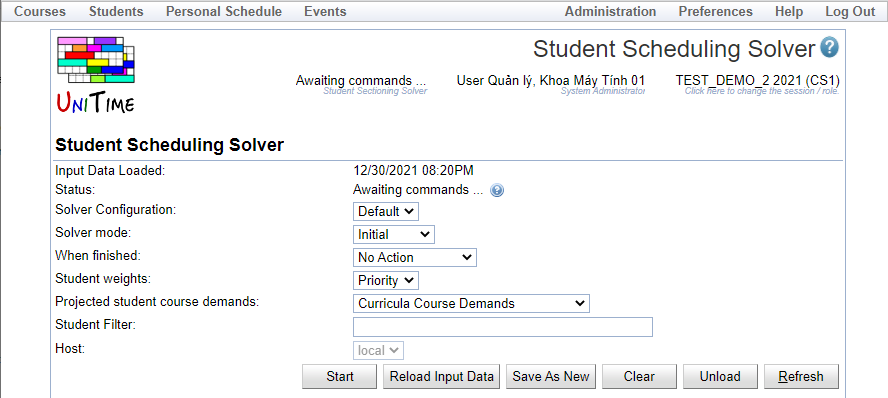 Courses Students Personal Schedule Events Administration Preferences Help Log Out
Student Scheduling Solver ?
UniTime
Awaiting commands ... User Quản lý, Khoa Máy Tính 01 TEST_DEMO_2 2021 (CS1)
Student Sectioning Solver System Administrator Click here to change the session / role.
Student Scheduling Solver
Input Data Loaded: 12/30/2021 08:20PM
Status: Awaiting commands ... ?
Solver Configuration: Default
Solver mode: Initial
When finished: No Action
Student weights: Priority
Projected student course demands: Curricula Course Demands
Student Filter:
Host: local
Start Reload Input Data Save As New Clear Unload Refresh